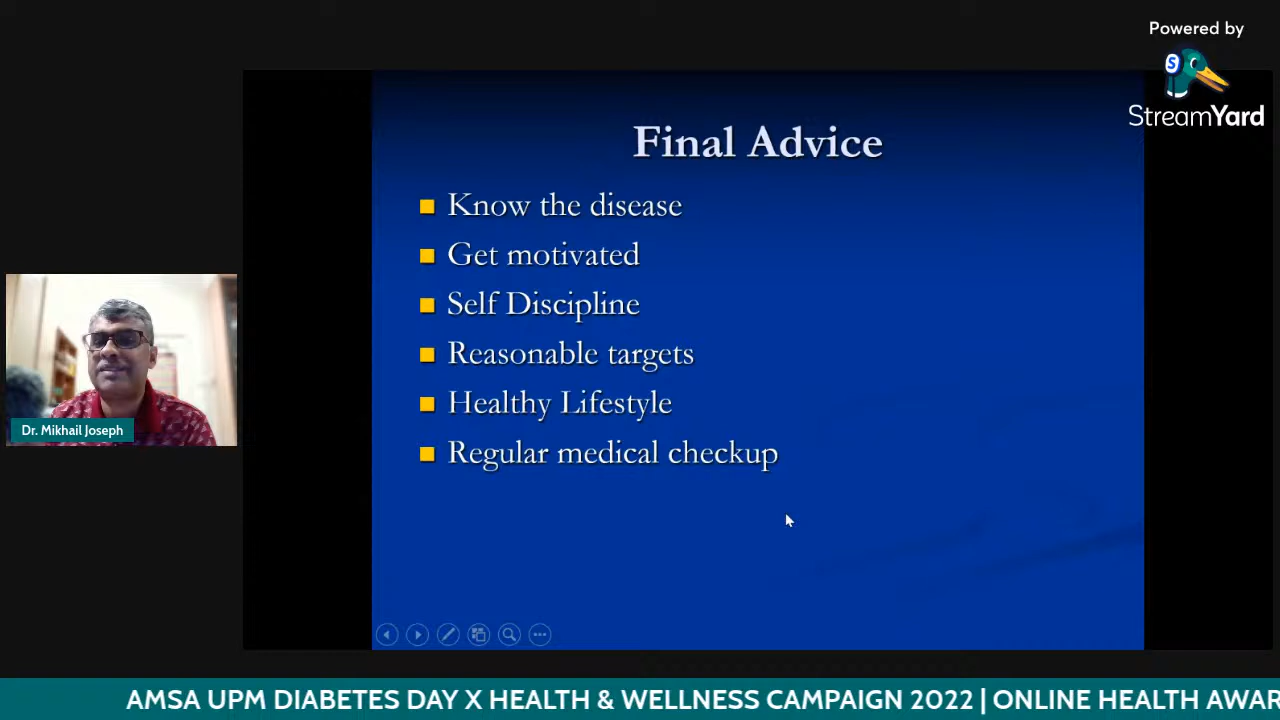 Powered by
StreamYard
Final Advice
Know the disease
Get motivated
Self Discipline
Reasonable targets
Healthy Lifestyle
Regular medical checkup
Dr. Mikhail Joseph
AMSA UPM DIABETES DAY X HEALTH & WELLNESS CAMPAIGN 2022 | ONLINE HEALTH AWAR